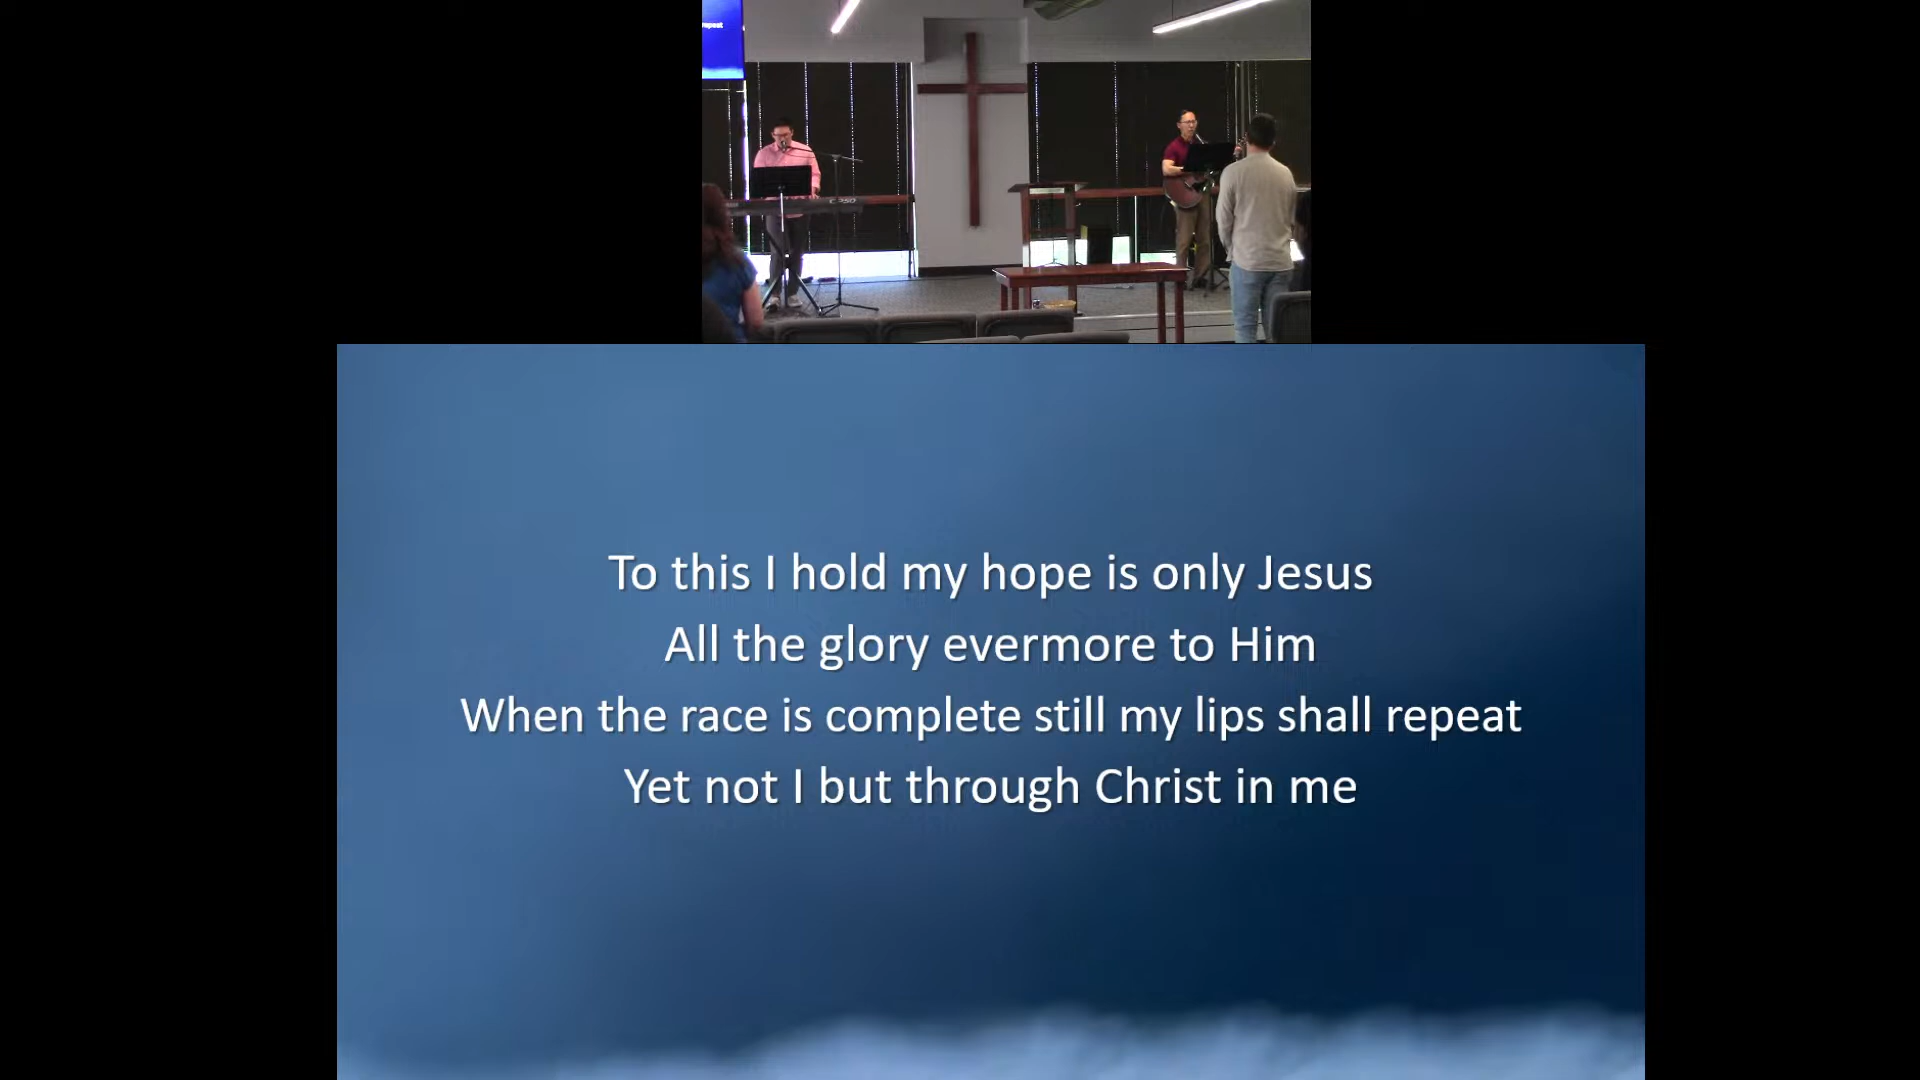 To this I hold my hope is only Jesus
All the glory evermore to Him
When the race is complete still my lips shall repeat
Yet not I but through Christ in me